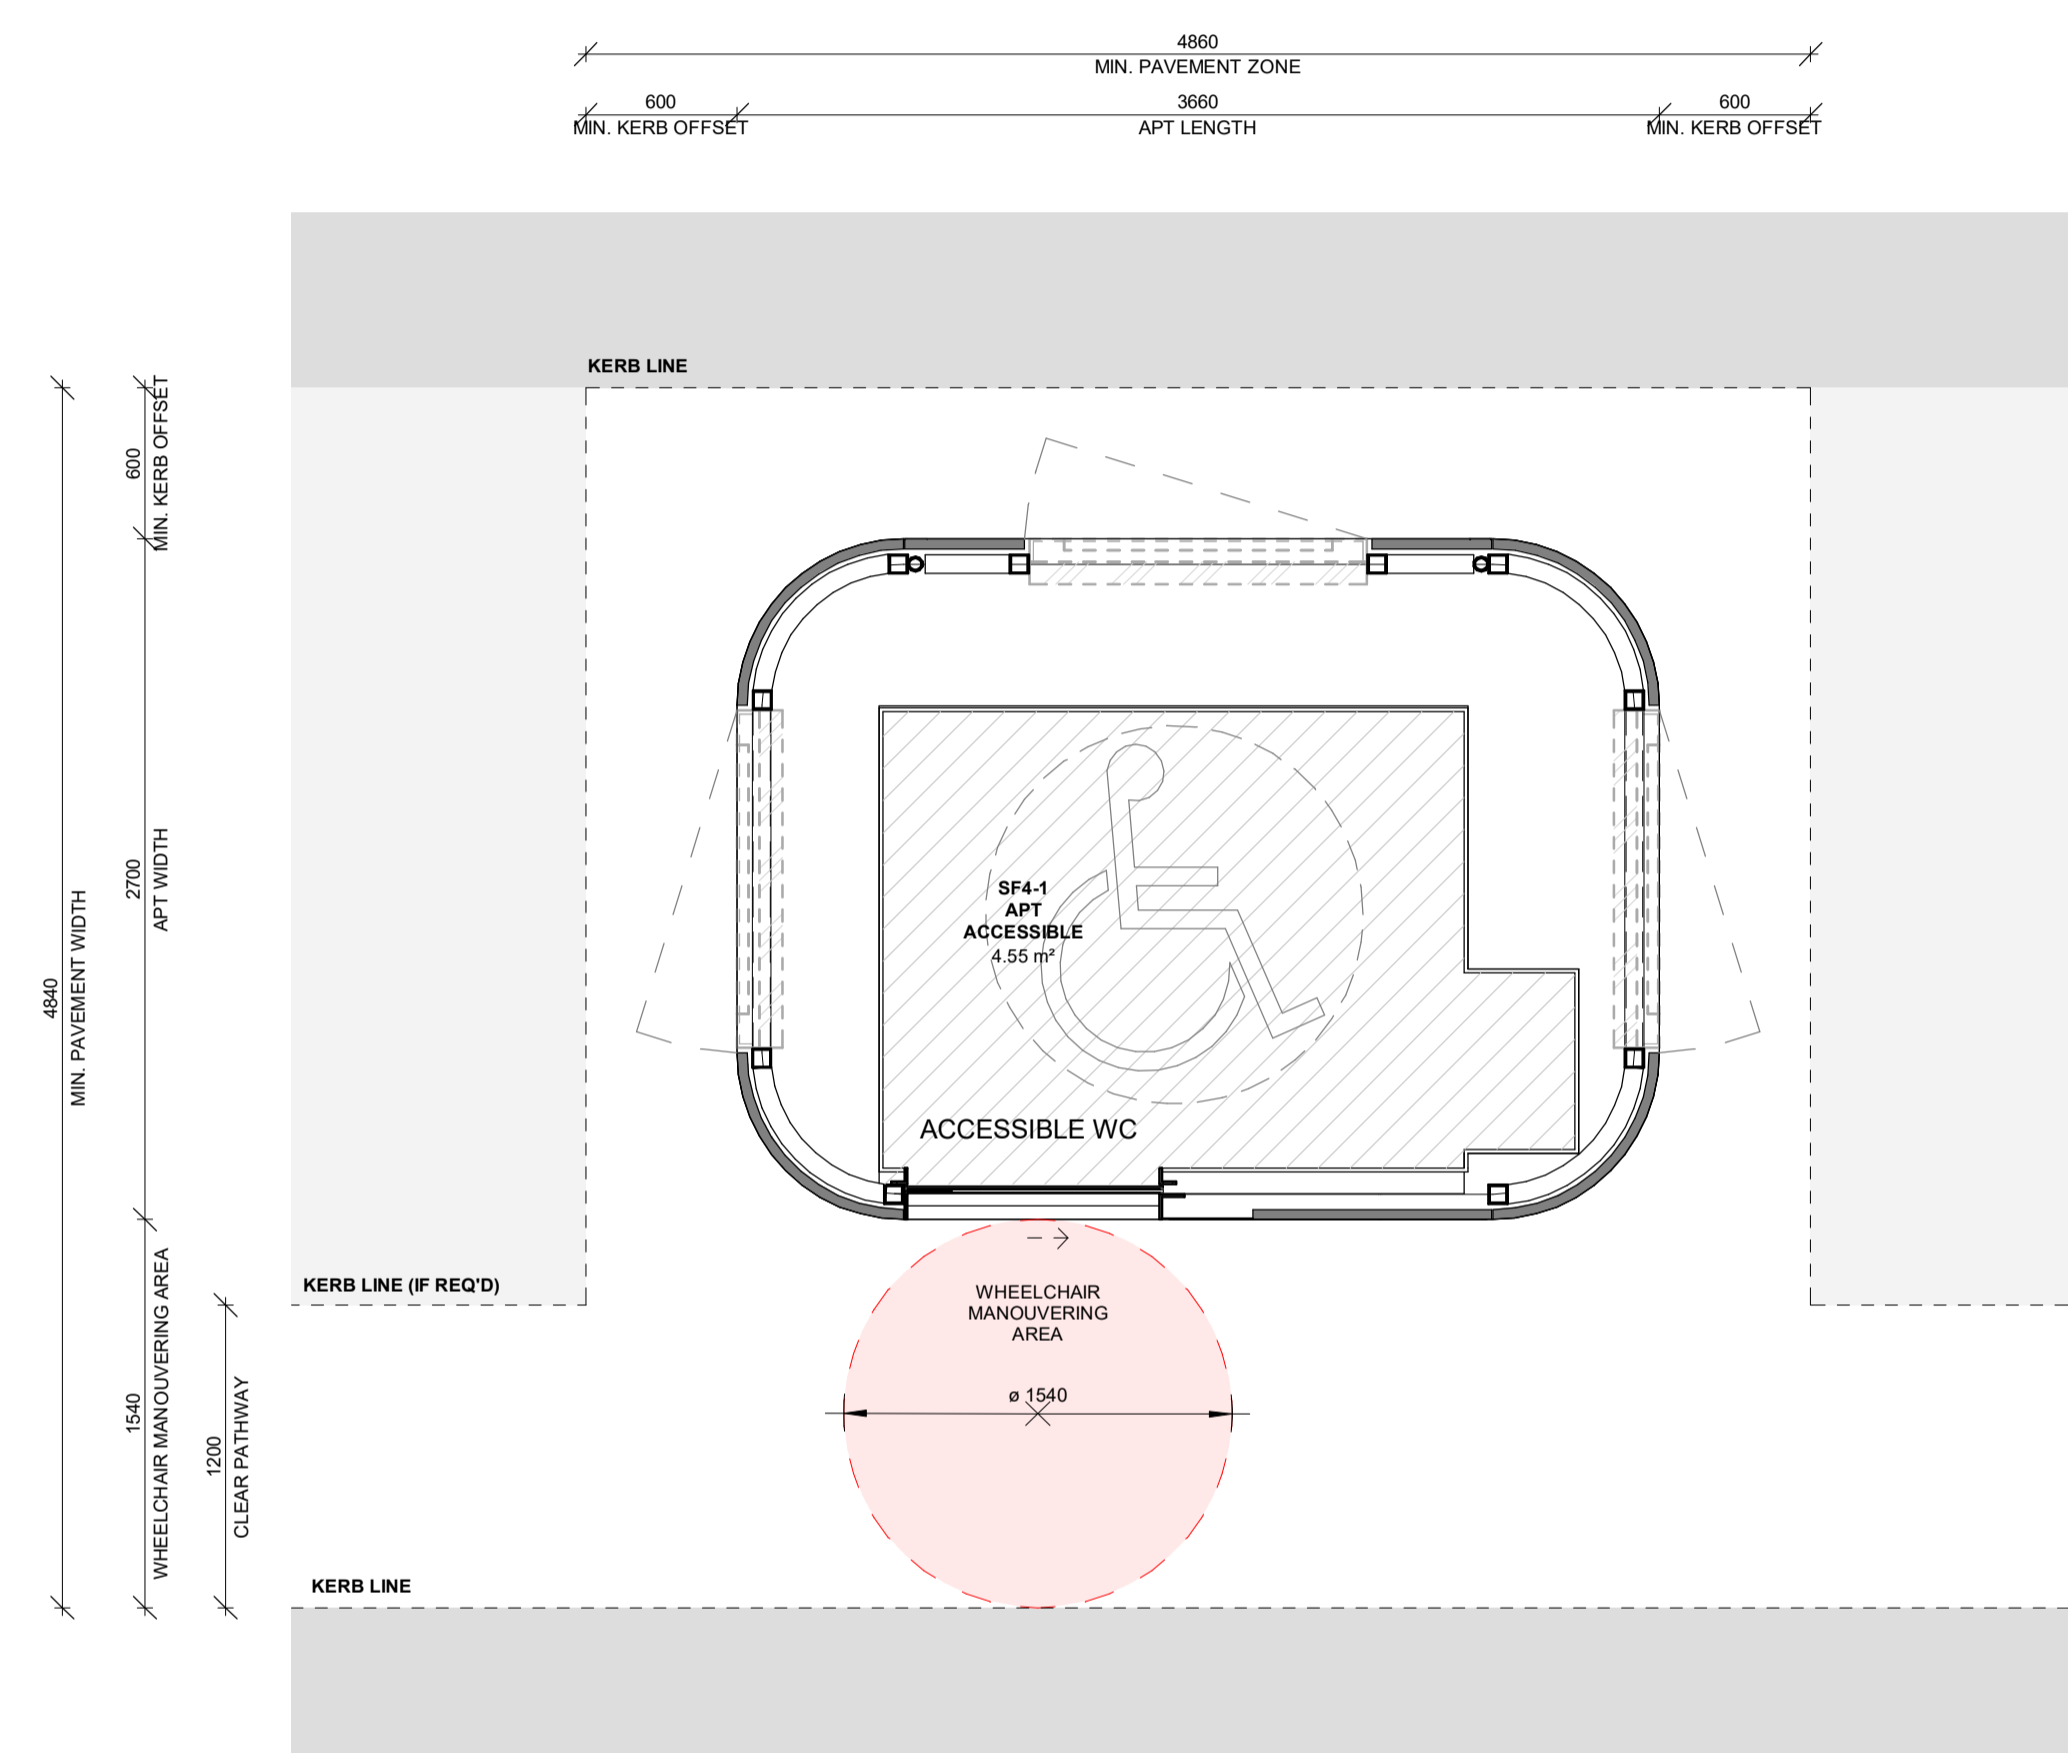 4860
MIN. PAVEMENT ZONE
600
MIN. KERB OFFSET
3660
APT LENGTH
600
MIN. KERB OFFSET
KERB LINE
4840
MIN. PAVEMENT WIDTH
600
MIN. KERB OFFSET
2700
APT WIDTH
1540
WHEELCHAIR MANOUVERING AREA
1200
CLEAR PATHWAY
SF4-1
APT
ACCESSIBLE
4.55 m²
ACCESSIBLE WC
KERB LINE (IF REQ'D)
WHEELCHAIR
MANOUVERING
AREA
ø 1540
KERB LINE